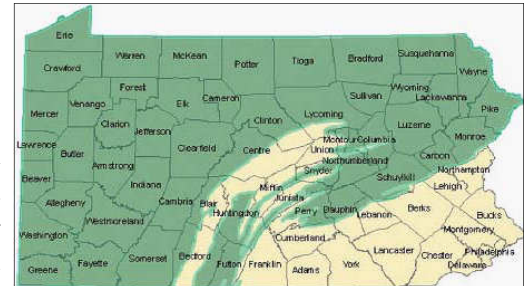 Erie
Crawford
Warren
McKean
Potter
Tioga
Bradford
Susquehanna
Wayne
Forest
Venango
Mercer
Elk
Cameron
Clinton
Lycoming
Sullivan
Wyoming
Lackawanna
Pike
Lawrence
Butler
Clarion
Jefferson
Clearfield
Centre
Union
Montour
Columbia
Luzerne
Monroe
Northumberland
Carbon
Beaver
Armstrong
Indiana
Snyder
Mifflin
Juniata
Schuylkill
Northampton
Lehigh
Allegheny
Westmoreland
Cambria
Blair
Huntingdon
Perry
Dauphin
Lebanon
Berks
Bucks
Montgomery
Washington
Cumberland
Lancaster
Chester
Philadelphia
Delaware
Greene
Fayette
Somerset
Bedford
Fulton
Franklin
Adams
York